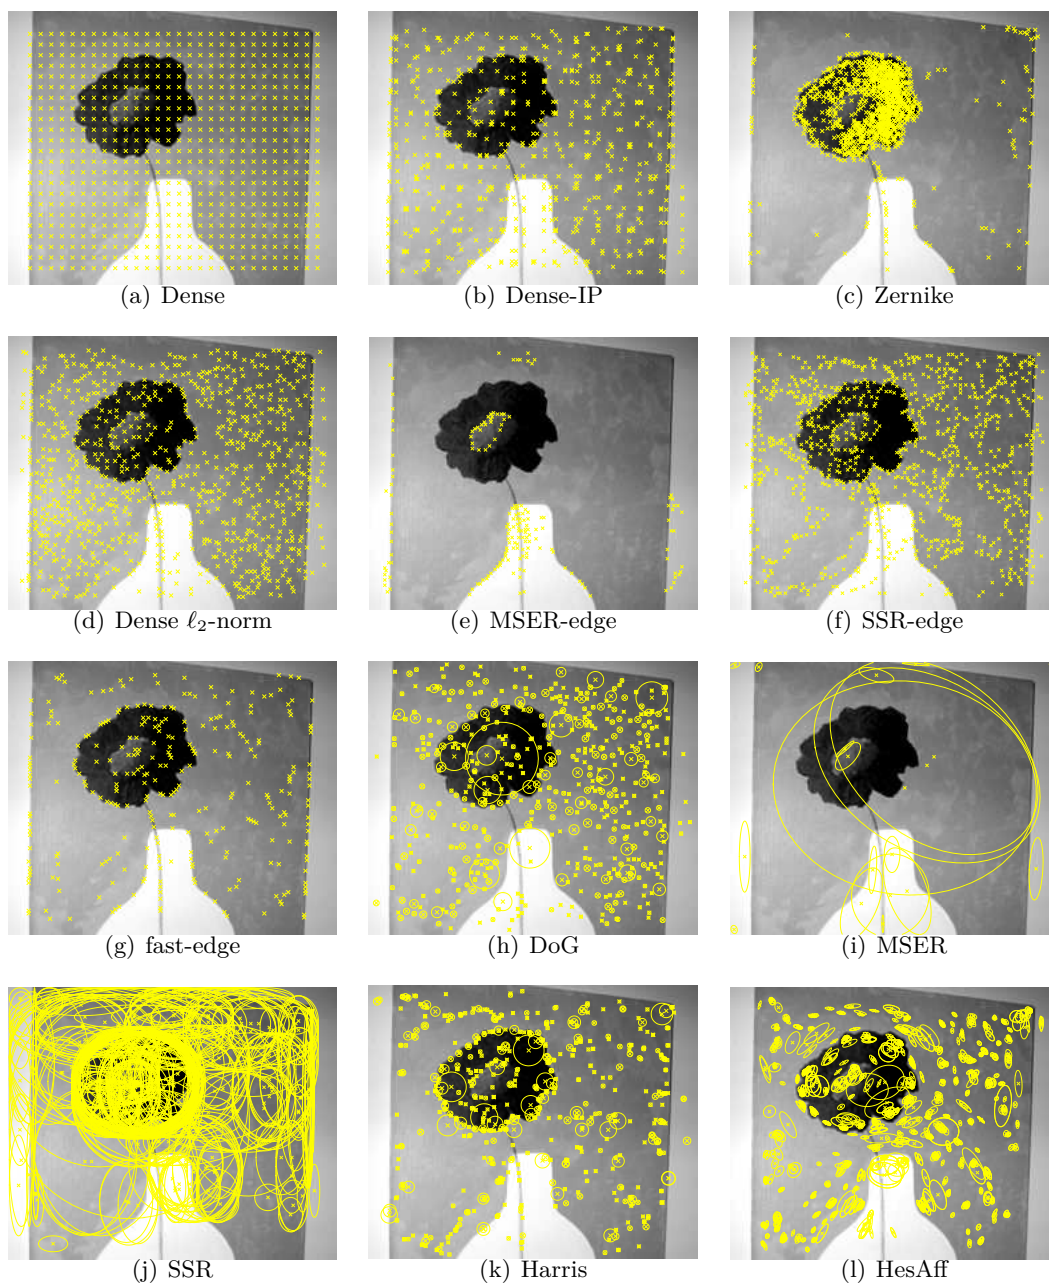 (a) Dense
(b) Dense-IP
(c) Zernike
(d) Dense ℓ₂-norm
(e) MSER-edge
(f) SSR-edge
(g) fast-edge
(h) DoG
(i) MSER
(j) SSR
(k) Harris
(l) HesAff